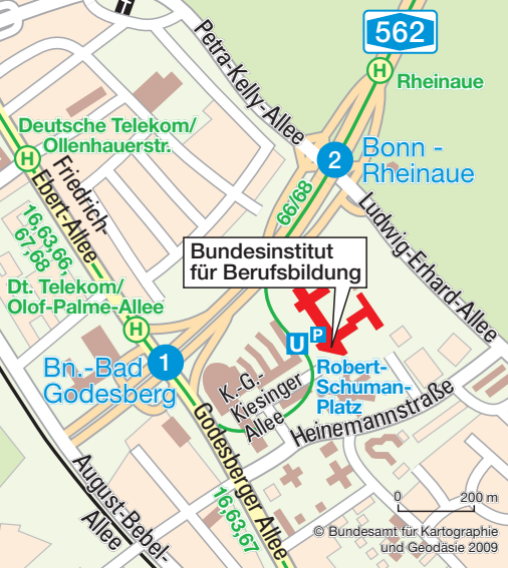 562
Petra-Kelly-Allee
H
Rheinaue
Deutsche Telekom/
Ollenhauerstr.
H
2
Bonn -
Rheinaue
Friedrich-
Ebert-Allee
16,63,66,
67,68
66/68
Ludwig-Erhard-Allee
Bundesinstitut
für Berufsbildung
Dt. Telekom/
Olof-Palme-Allee
H
U
P
Bn.-Bad
Godesberg
1
Robert-
Schuman-
Platz
K.-G.-
Kiesinger
Allee
Heinemannstraße
Godesberger Allee
16,63,67
August-Bebel-
Allee
0
200 m
© Bundesamt für Kartographie
und Geodäsie 2009